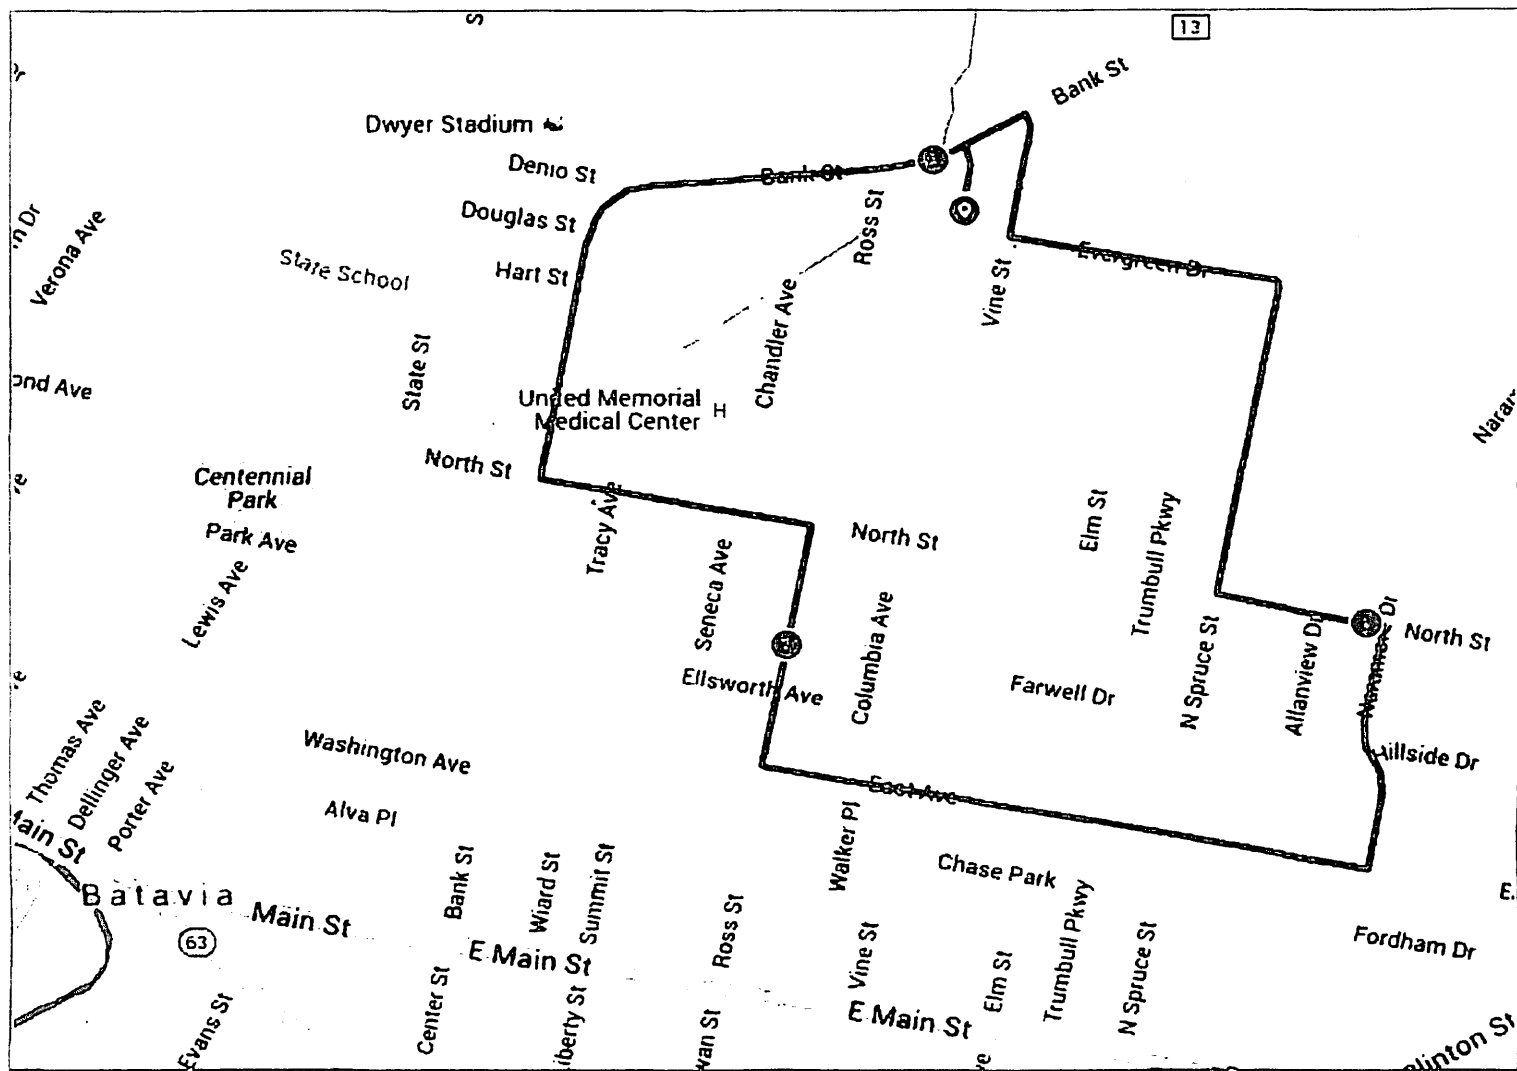 13
Bank St
Dwyer Stadium
Denio St
Bank St
Ross St
Douglas St
Verona Ave
State School
Hart St
Evergreen Dr
Vine St
Chandler Ave
State St
United Memorial
Medical Center H
North St
Centennial
Park
Park Ave
Tracy Ave
North St
Elm St
Trumbull Pkwy
Lewis Ave
Seneca Ave
Columbia Ave
N Spruce St
Allanview Dr
North St
Ellsworth Ave
Farwell Dr
Hillside Dr
Thomas Ave
Dellinger Ave
Porter Ave
Washington Ave
Alva Pl
East Ave
Walker Pl
Chase Park
Main St
Batavia
Main St
63
Bank St
Wiard St
Summit St
E Main St
Ross St
Vine St
Elm St
Trumbull Pkwy
N Spruce St
Fordham Dr
Evans St
Center St
E Main St